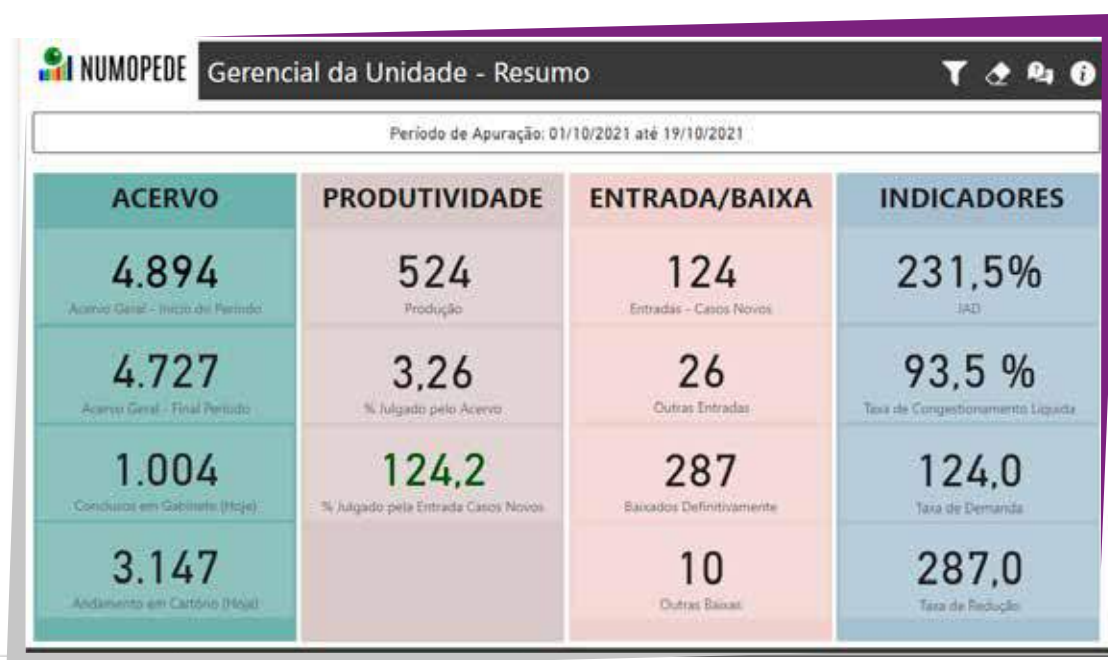 NUMOPEDE
Gerencial da Unidade - Resumo
Período de Apuração: 01/10/2021 até 19/10/2021
ACERVO
4.894
Acervo Geral - Início do Período
4.727
Acervo Geral - Final Período
1.004
Conclusos em Gabinete (Hoje)
3.147
Andamento em Cartório (Hoje)
PRODUTIVIDADE
524
Produção
3,26
% Julgado pelo Acervo
124,2
% Julgado pela Entrada Casos Novos
ENTRADA/BAIXA
124
Entradas - Casos Novos
26
Outras Entradas
287
Baixados Definitivamente
10
Outras Baixas
INDICADORES
231,5%
IAD
93,5 %
Taxa de Congestionamento Líquida
124,0
Taxa de Demanda
287,0
Taxa de Redução